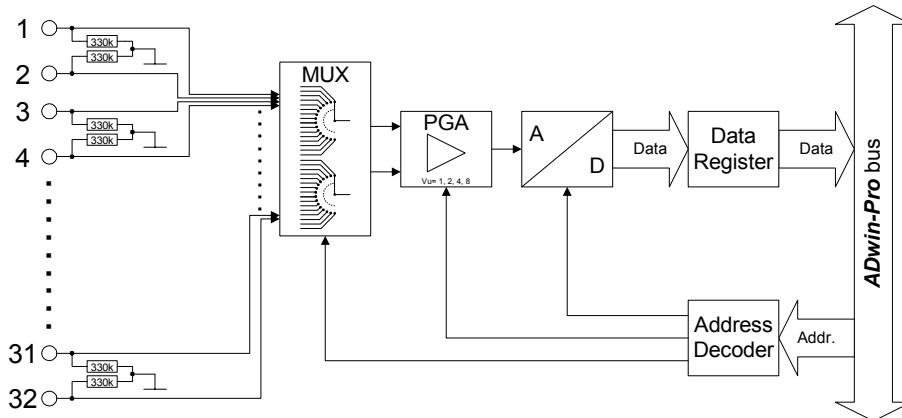 1
330k
330k
2
3
330k
330k
4
31
330k
330k
32
MUX
PGA
Vu= 1, 2, 4, 8
A
D
Data
Data
Register
Data
Address
Decoder
Addr.
ADwin-Pro bus